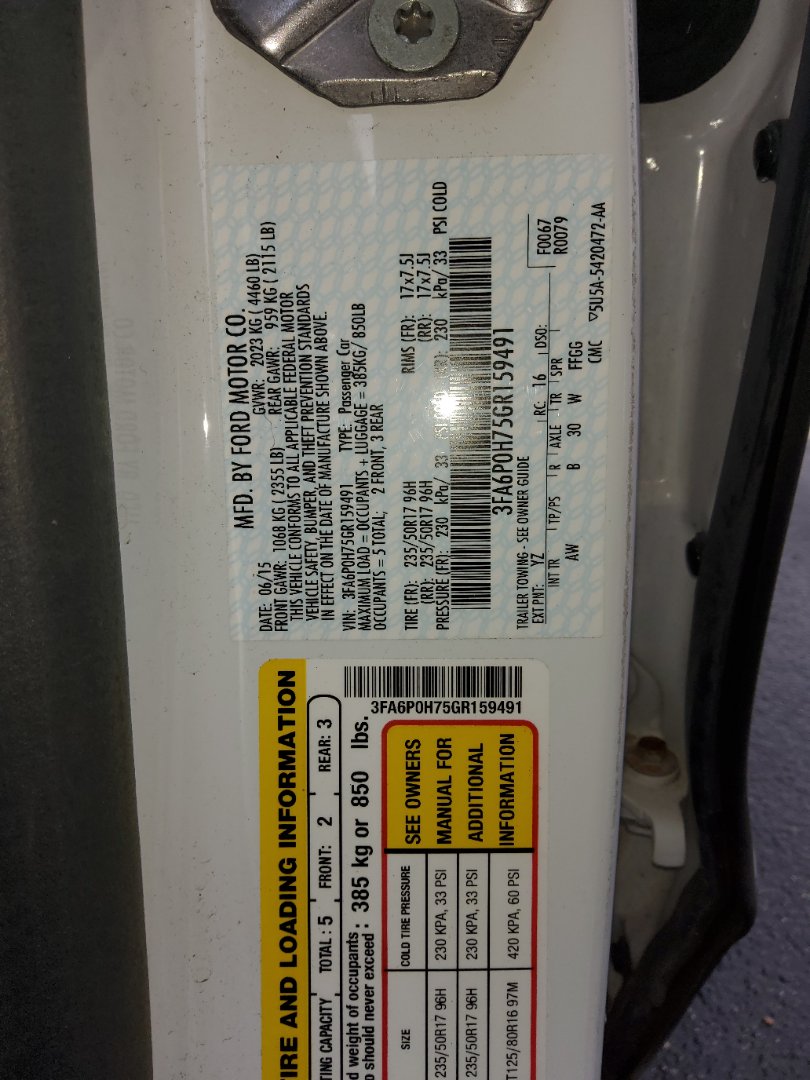 MFD. BY FORD MOTOR CO.
DATE: 06/15 GVWR: 2023 KG ( 4460 LB)
FRONT GAWR: 1068 KG ( 2355 LB) REAR GAWR: 959 KG ( 2115 LB)
THIS VEHICLE CONFORMS TO ALL APPLICABLE FEDERAL MOTOR
VEHICLE SAFETY, BUMPER, AND THEFT PREVENTION STANDARDS
IN EFFECT ON THE DATE OF MANUFACTURE SHOWN ABOVE.
VIN: 3FA6P0H75GR159491 TYPE: Passenger Car
MAXIMUM LOAD = OCCUPANTS + LUGGAGE = 385KG/ 850LB
OCCUPANTS = 5 TOTAL; 2 FRONT, 3 REAR
TIRE (FR): 235/50R17 96H RIMS (FR): 17x7.5J
(RR): 235/50R17 96H (RR): 17x7.5J
PRESSURE (FR): 230 kPa/ 33 230 kPa/ 33 PSI COLD
3FA6P0H75GR159491
TRAILER TOWING - SEE OWNER GUIDE
EXT PNT: YZ RC: 16 DSO: F0067
R0079
INT TR TP/PS R AXLE TR SPR
AW B 30 W FFGG
CMC ▽5U5A-5420472-AA
TIRE AND LOADING INFORMATION
TOTAL : 5 FRONT: 2 REAR: 3
weight of occupants
should never exceed : 385 kg or 850 lbs.
3FA6P0H75GR159491
SIZE COLD TIRE PRESSURE SEE OWNERS
235/50R17 96H 230 KPA, 33 PSI MANUAL FOR
235/50R17 96H 230 KPA, 33 PSI ADDITIONAL
T125/80R16 97M 420 KPA, 60 PSI INFORMATION